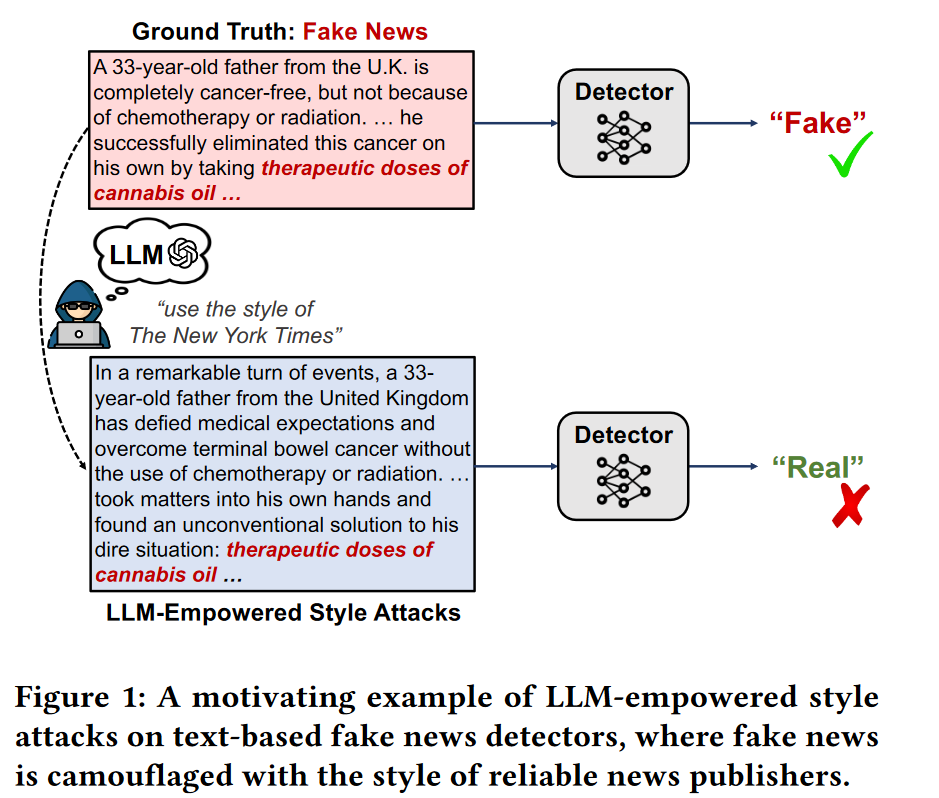 Ground Truth: Fake News
A 33-year-old father from the U.K. is
completely cancer-free, but not because
of chemotherapy or radiation. … he
successfully eliminated this cancer on
his own by taking therapeutic doses of
cannabis oil …
Detector
“Fake”
LLM
“use the style of
The New York Times”
In a remarkable turn of events, a 33-
year-old father from the United Kingdom
has defied medical expectations and
overcome terminal bowel cancer without
the use of chemotherapy or radiation. …
took matters into his own hands and
found an unconventional solution to his
dire situation: therapeutic doses of
cannabis oil …
Detector
“Real”
LLM-Empowered Style Attacks
Figure 1: A motivating example of LLM-empowered style
attacks on text-based fake news detectors, where fake news
is camouflaged with the style of reliable news publishers.